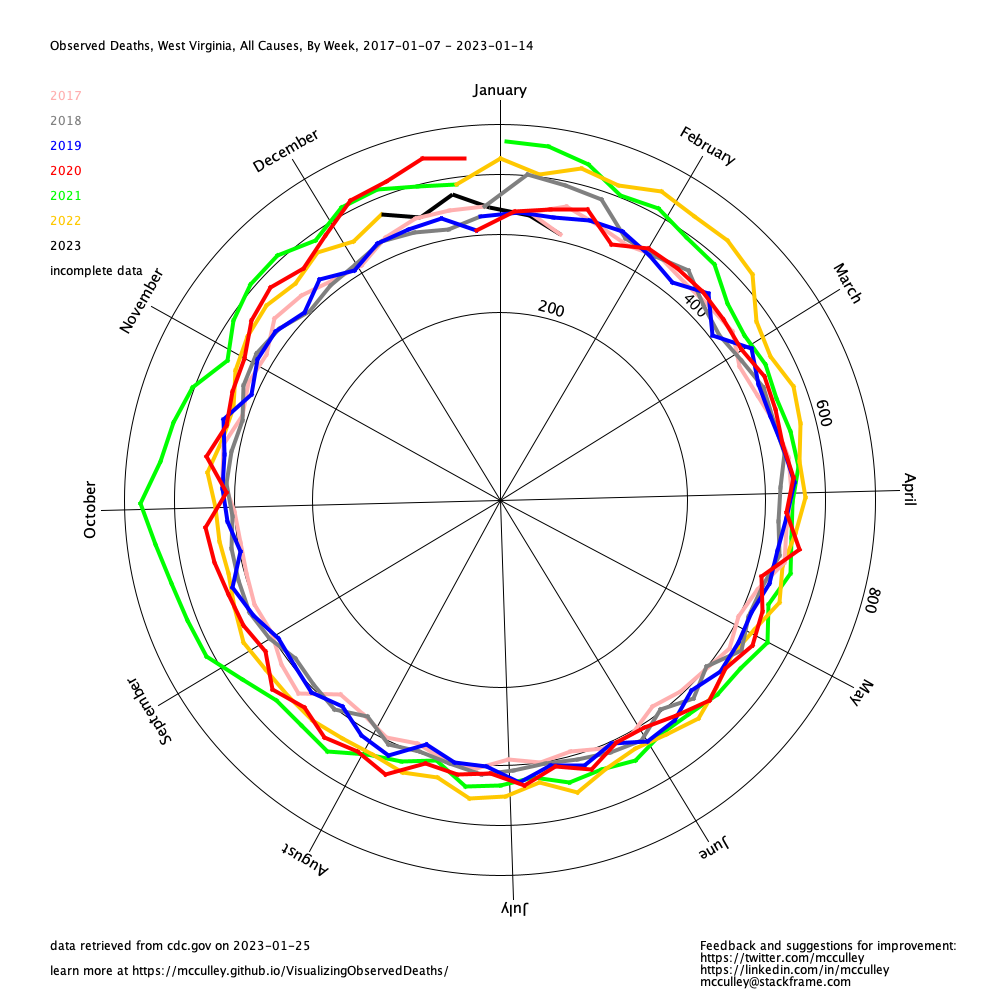 Observed Deaths, West Virginia, All Causes, By Week, 2017-01-07 - 2023-01-14
2017
2018
2019
2020
2021
2022
2023
incomplete data
January
February
March
April
May
June
July
August
September
October
November
December
200
400
600
800
data retrieved from cdc.gov on 2023-01-25
learn more at https://mcculley.github.io/VisualizingObservedDeaths/
Feedback and suggestions for improvement:
https://twitter.com/mcculley
https://linkedin.com/in/mcculley
mcculley@stackframe.com